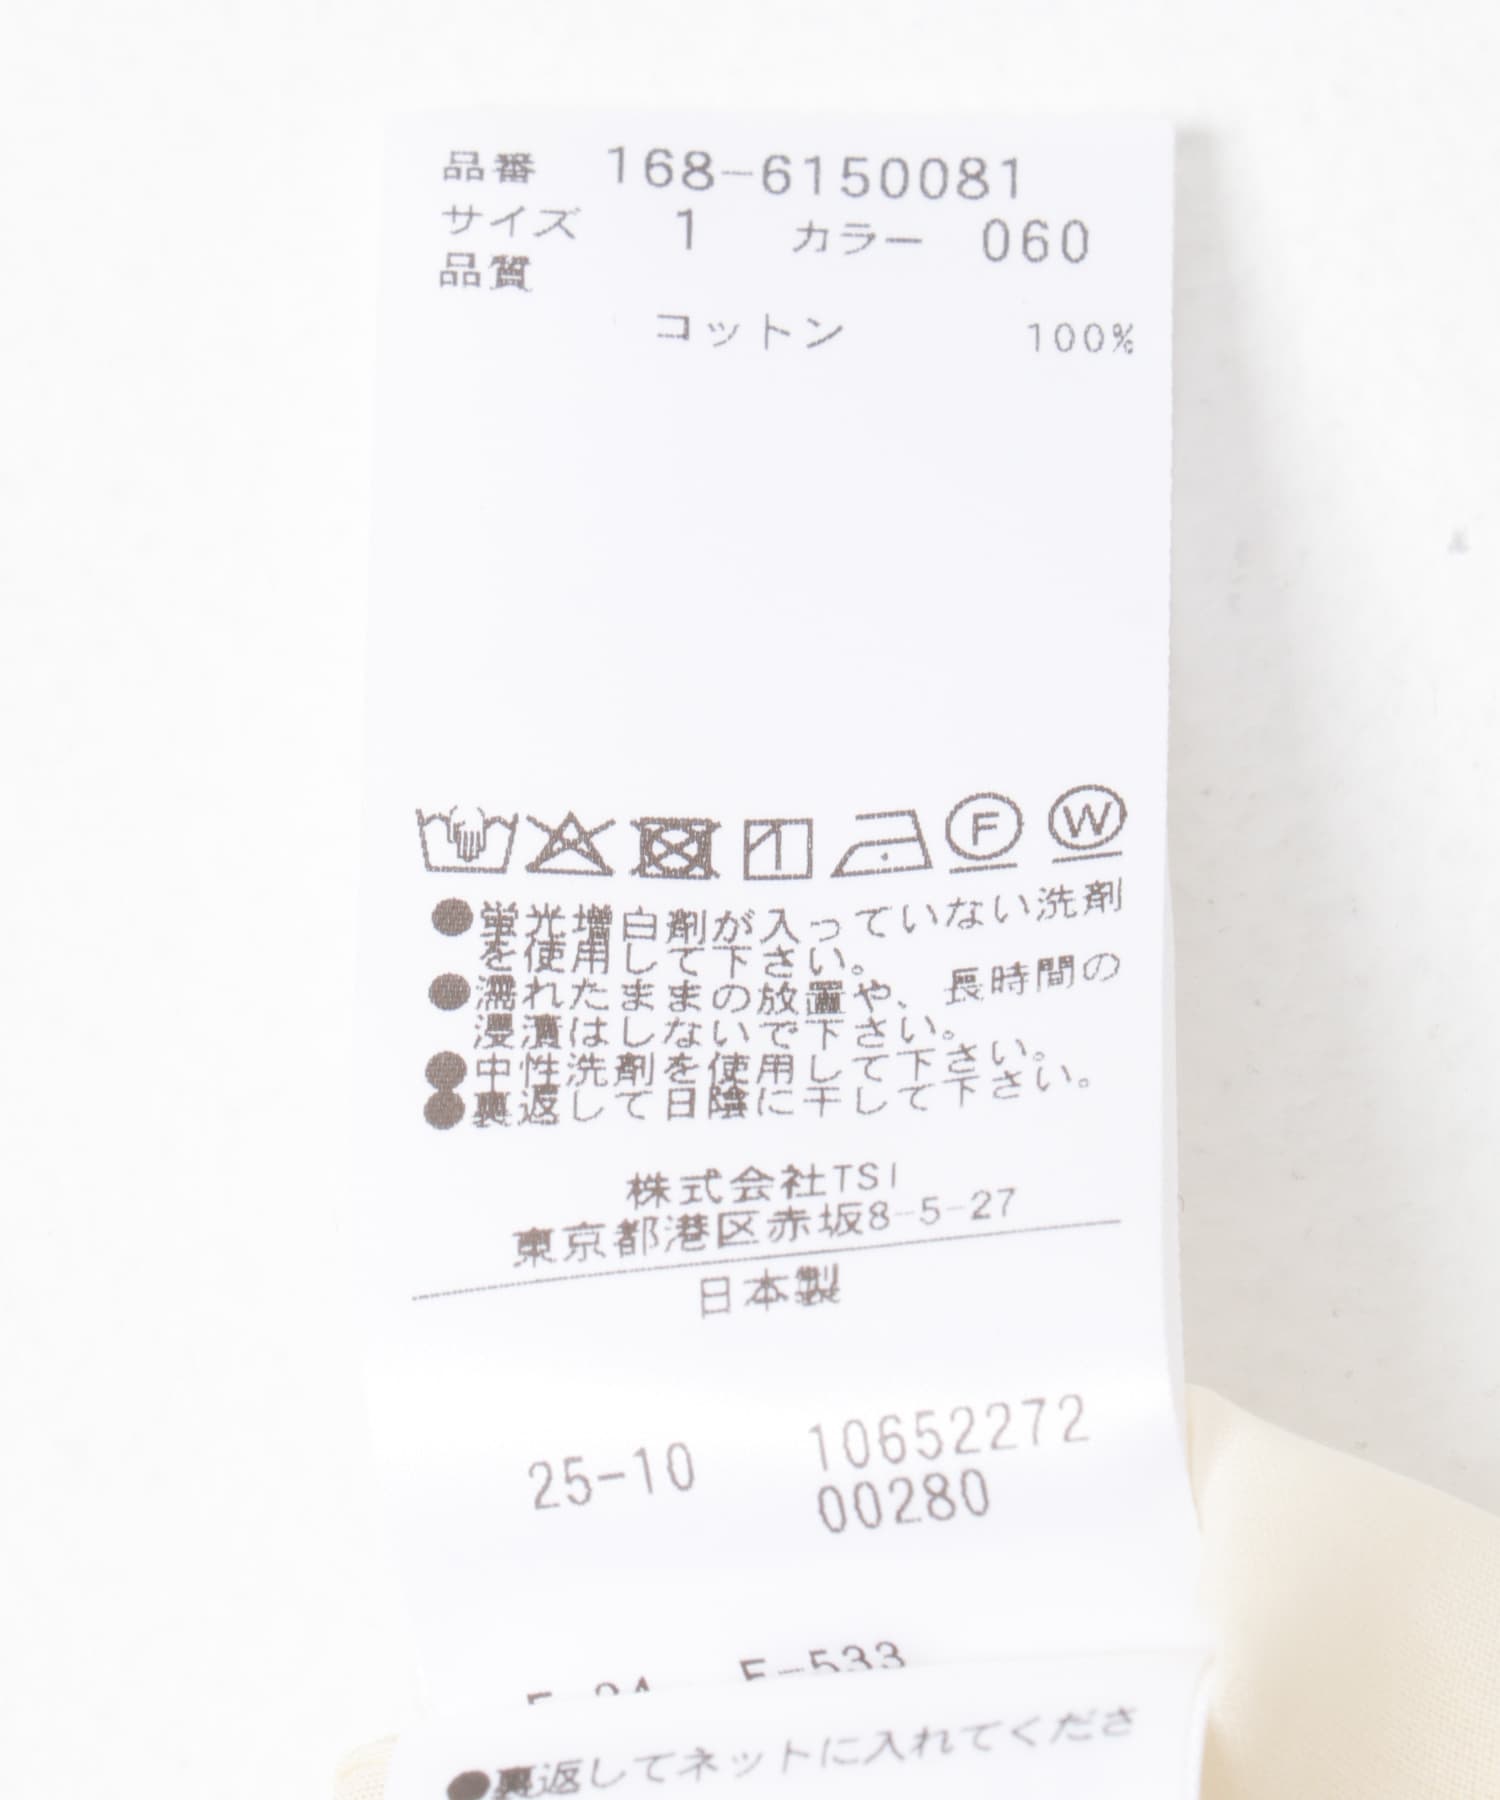 品番 168-6150081
サイズ 1 カラー 060
品質
コットン 100%
F W
●蛍光増白剤が入っていない洗剤
を使用して下さい。
●濡れたままの放置や、長時間の
浸漬はしないで下さい。
●中性洗剤を使用して下さい。
●裏返して日陰に干して下さい。
株式会社TSI
東京都港区赤坂8-5-27
日本製
25-10 10652272
00280
●裏返してネットに入れてくださ